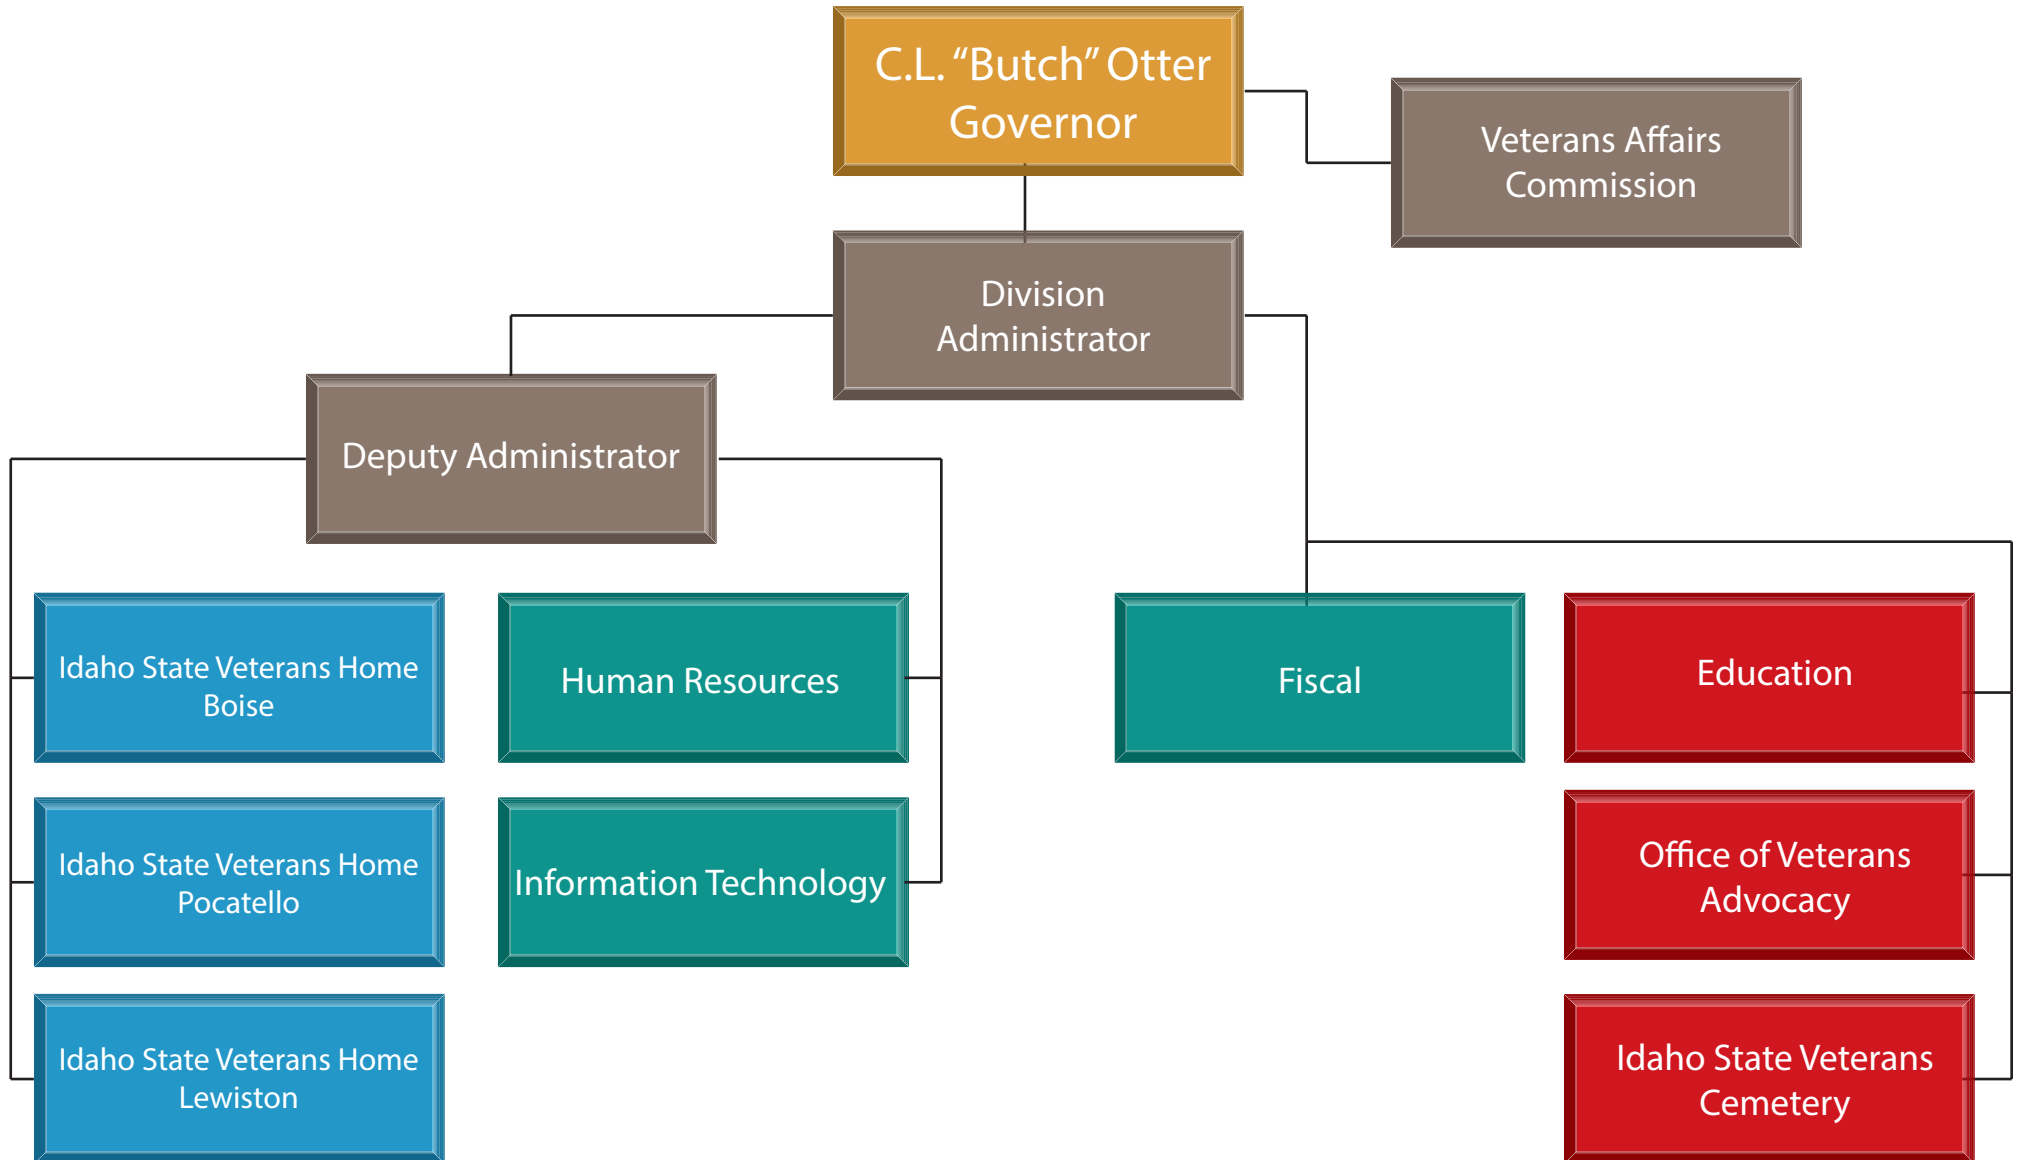 C.L. “Butch” Otter
Governor
Veterans Affairs
Commission
Division
Administrator
Deputy Administrator
Idaho State Veterans Home
Boise
Human Resources
Fiscal
Education
Idaho State Veterans Home
Pocatello
Information Technology
Office of Veterans
Advocacy
Idaho State Veterans Home
Lewiston
Idaho State Veterans
Cemetery